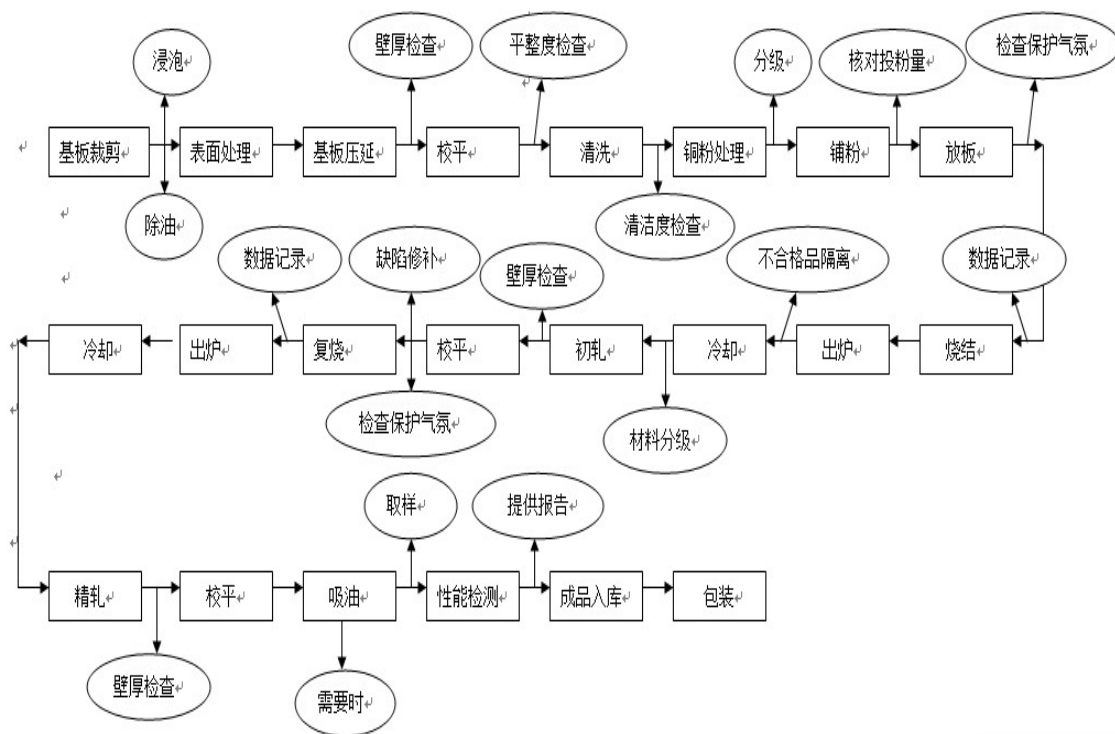 壁厚检查
平整度检查
检查保护气氛
浸泡
分级
核对投粉量
基板裁剪
表面处理
基板压延
校平
清洗
铜粉处理
铺粉
放板
除油
清洁度检查
数据记录
缺陷修补
壁厚检查
不合格品隔离
数据记录
冷却
出炉
复烧
校平
初轧
冷却
出炉
烧结
检查保护气氛
材料分级
取样
提供报告
精轧
校平
吸油
性能检测
成品入库
包装
壁厚检查
需要时